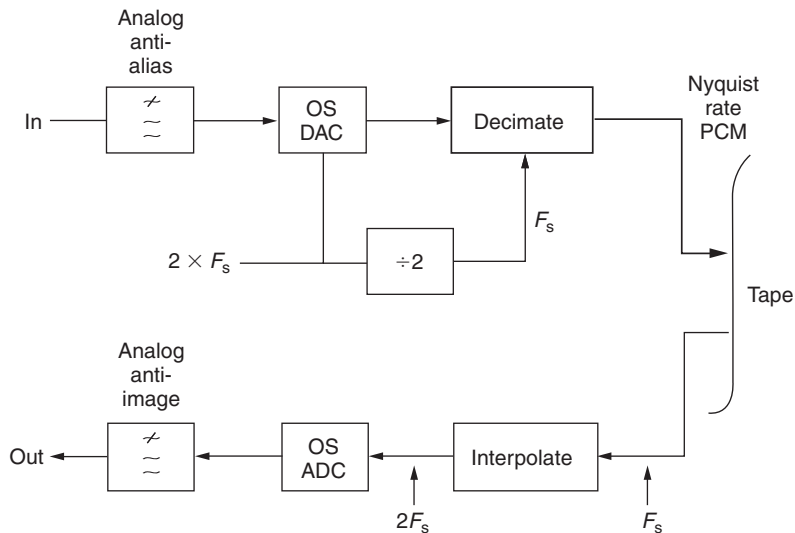 Analog
anti-
alias
In
OS
DAC
Decimate
Nyquist
rate
PCM
2 × Fs
÷2
Fs
Tape
Analog
anti-
image
Out
OS
ADC
Interpolate
2Fs
Fs